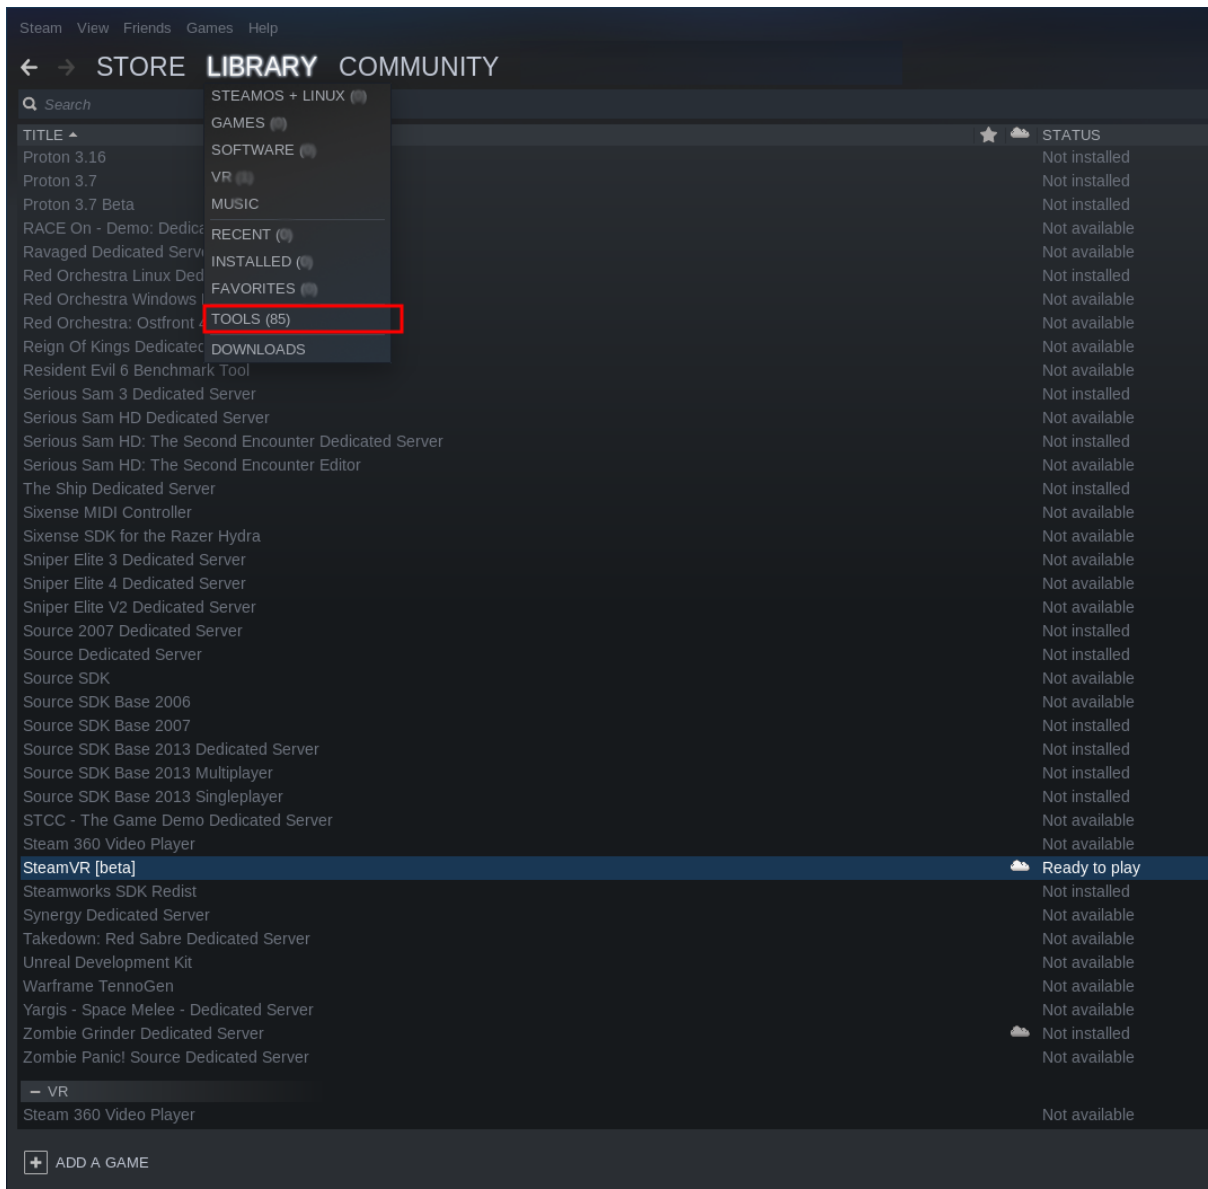 Steam View Friends Games Help
STORE LIBRARY COMMUNITY
Search
STEAMOS + LINUX
GAMES
SOFTWARE
VR
MUSIC
RECENT
INSTALLED
FAVORITES
TOOLS (85)
DOWNLOADS
TITLE STATUS
Proton 3.16 Not installed
Proton 3.7 Not installed
Proton 3.7 Beta Not installed
RACE On - Demo: Dedica Not available
Ravaged Dedicated Serv Not available
Red Orchestra Linux Ded Not installed
Red Orchestra Windows Not available
Red Orchestra: Ostfront 4 Not available
Reign Of Kings Dedicated Not available
Resident Evil 6 Benchmark Tool Not available
Serious Sam 3 Dedicated Server Not installed
Serious Sam HD Dedicated Server Not available
Serious Sam HD: The Second Encounter Dedicated Server Not installed
Serious Sam HD: The Second Encounter Editor Not available
The Ship Dedicated Server Not installed
Sixense MIDI Controller Not available
Sixense SDK for the Razer Hydra Not available
Sniper Elite 3 Dedicated Server Not available
Sniper Elite 4 Dedicated Server Not available
Sniper Elite V2 Dedicated Server Not available
Source 2007 Dedicated Server Not installed
Source Dedicated Server Not installed
Source SDK Not available
Source SDK Base 2006 Not available
Source SDK Base 2007 Not installed
Source SDK Base 2013 Dedicated Server Not installed
Source SDK Base 2013 Multiplayer Not installed
Source SDK Base 2013 Singleplayer Not installed
STCC - The Game Demo Dedicated Server Not available
Steam 360 Video Player Not available
SteamVR [beta] Ready to play
Steamworks SDK Redist Not installed
Synergy Dedicated Server Not available
Takedown: Red Sabre Dedicated Server Not available
Unreal Development Kit Not available
Warframe TennoGen Not available
Yargis - Space Melee - Dedicated Server Not available
Zombie Grinder Dedicated Server Not installed
Zombie Panic! Source Dedicated Server Not available
– VR
Steam 360 Video Player Not available
+ ADD A GAME